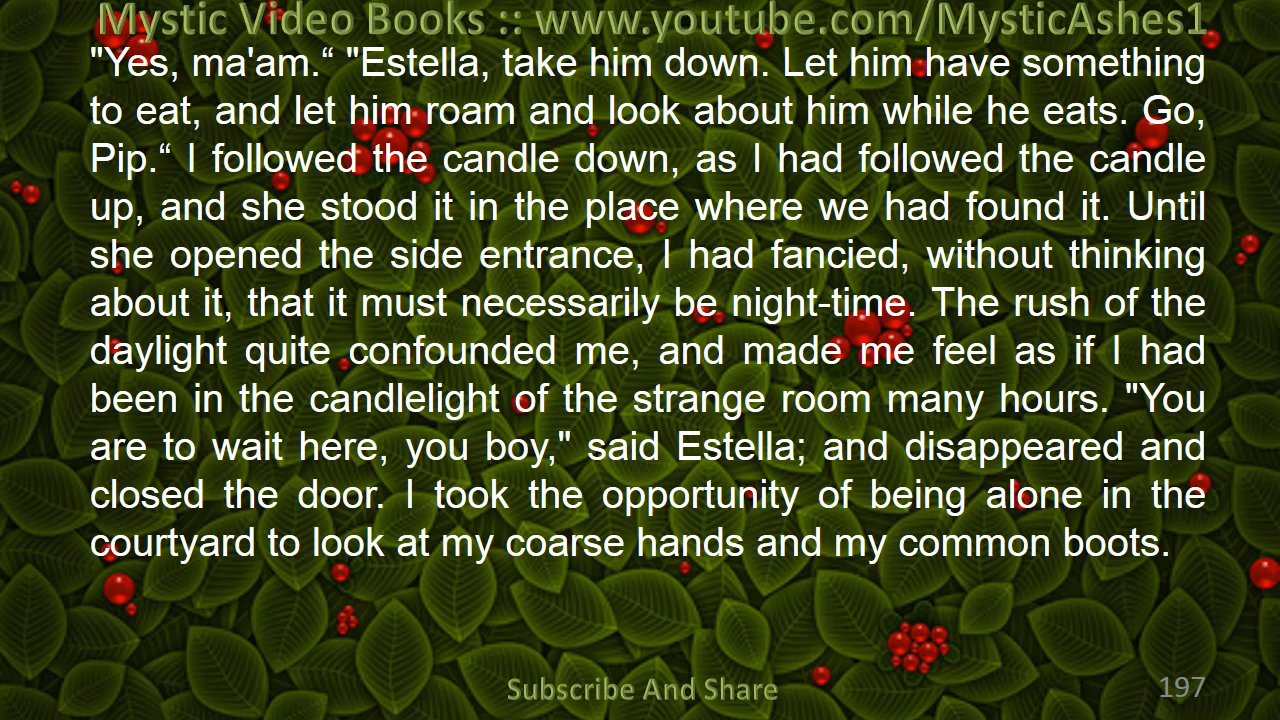 Mystic Video Books :: www.youtube.com/MysticAshes1
"Yes, ma'am.“ "Estella, take him down. Let him have something
to eat, and let him roam and look about him while he eats. Go,
Pip.“ I followed the candle down, as I had followed the candle
up, and she stood it in the place where we had found it. Until
she opened the side entrance, I had fancied, without thinking
about it, that it must necessarily be night-time. The rush of the
daylight quite confounded me, and made me feel as if I had
been in the candlelight of the strange room many hours. "You
are to wait here, you boy," said Estella; and disappeared and
closed the door. I took the opportunity of being alone in the
courtyard to look at my coarse hands and my common boots.
Subscribe And Share
197